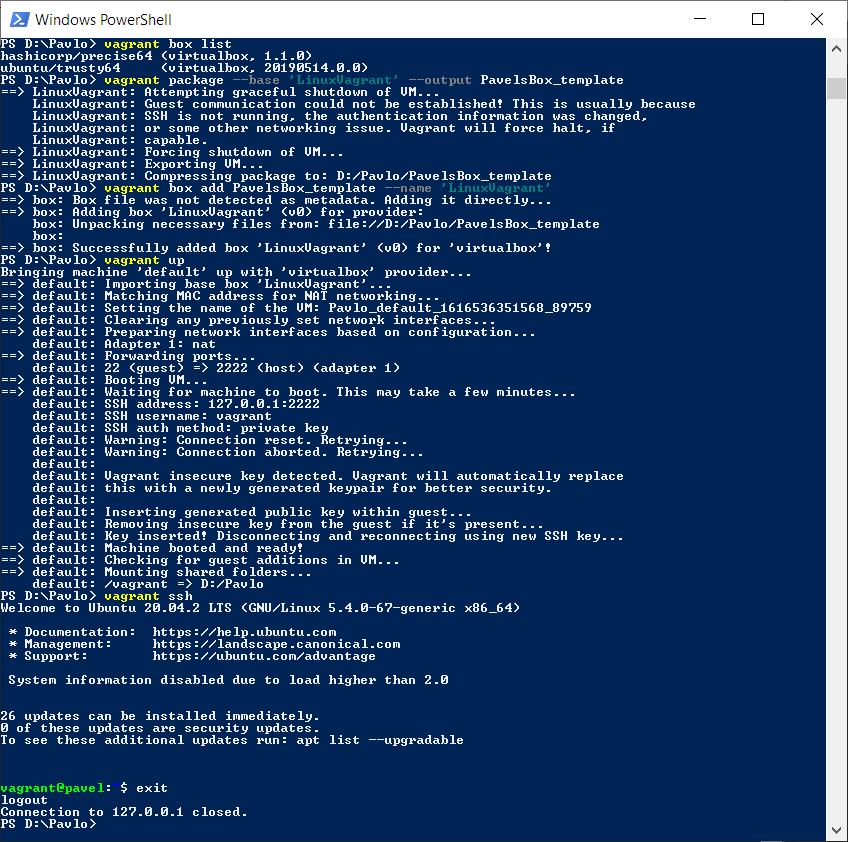 Windows PowerShell
PS D:\Pavlo> vagrant box list
hashicorp/precise64 (virtualbox, 1.1.0)
ubuntu/trusty64     (virtualbox, 20190514.0.0)
PS D:\Pavlo> vagrant package --base 'LinuxVagrant' --output PavelsBox_template
==> LinuxVagrant: Attempting graceful shutdown of VM...
    LinuxVagrant: Guest communication could not be established! This is usually because
    LinuxVagrant: SSH is not running, the authentication information was changed,
    LinuxVagrant: or some other networking issue. Vagrant will force halt, if
    LinuxVagrant: capable.
==> LinuxVagrant: Forcing shutdown of VM...
==> LinuxVagrant: Exporting VM...
==> LinuxVagrant: Compressing package to: D:/Pavlo/PavelsBox_template
PS D:\Pavlo> vagrant box add PavelsBox_template --name 'LinuxVagrant'
==> box: Box file was not detected as metadata. Adding it directly...
==> box: Adding box 'LinuxVagrant' (v0) for provider:
    box: Unpacking necessary files from: file://D:/Pavlo/PavelsBox_template
    box:
==> box: Successfully added box 'LinuxVagrant' (v0) for 'virtualbox'!
PS D:\Pavlo> vagrant up
Bringing machine 'default' up with 'virtualbox' provider...
==> default: Importing base box 'LinuxVagrant'...
==> default: Matching MAC address for NAT networking...
==> default: Setting the name of the VM: Pavlo_default_1616536351568_89759
==> default: Clearing any previously set network interfaces...
==> default: Preparing network interfaces based on configuration...
    default: Adapter 1: nat
==> default: Forwarding ports...
    default: 22 (guest) => 2222 (host) (adapter 1)
==> default: Booting VM...
==> default: Waiting for machine to boot. This may take a few minutes...
    default: SSH address: 127.0.0.1:2222
    default: SSH username: vagrant
    default: SSH auth method: private key
    default: Warning: Connection reset. Retrying...
    default: Warning: Connection aborted. Retrying...
    default:
    default: Vagrant insecure key detected. Vagrant will automatically replace
    default: this with a newly generated keypair for better security.
    default:
    default: Inserting generated public key within guest...
    default: Removing insecure key from the guest if it's present...
    default: Key inserted! Disconnecting and reconnecting using new SSH key...
==> default: Machine booted and ready!
==> default: Checking for guest additions in VM...
==> default: Mounting shared folders...
    default: /vagrant => D:/Pavlo
PS D:\Pavlo> vagrant ssh
Welcome to Ubuntu 20.04.2 LTS (GNU/Linux 5.4.0-67-generic x86_64)
 * Documentation:  https://help.ubuntu.com
 * Management:     https://landscape.canonical.com
 * Support:        https://ubuntu.com/advantage
 System information disabled due to load higher than 2.0
26 updates can be installed immediately.
0 of these updates are security updates.
To see these additional updates run: apt list --upgradable
vagrant@pavel: $ exit
logout
Connection to 127.0.0.1 closed.
PS D:\Pavlo>